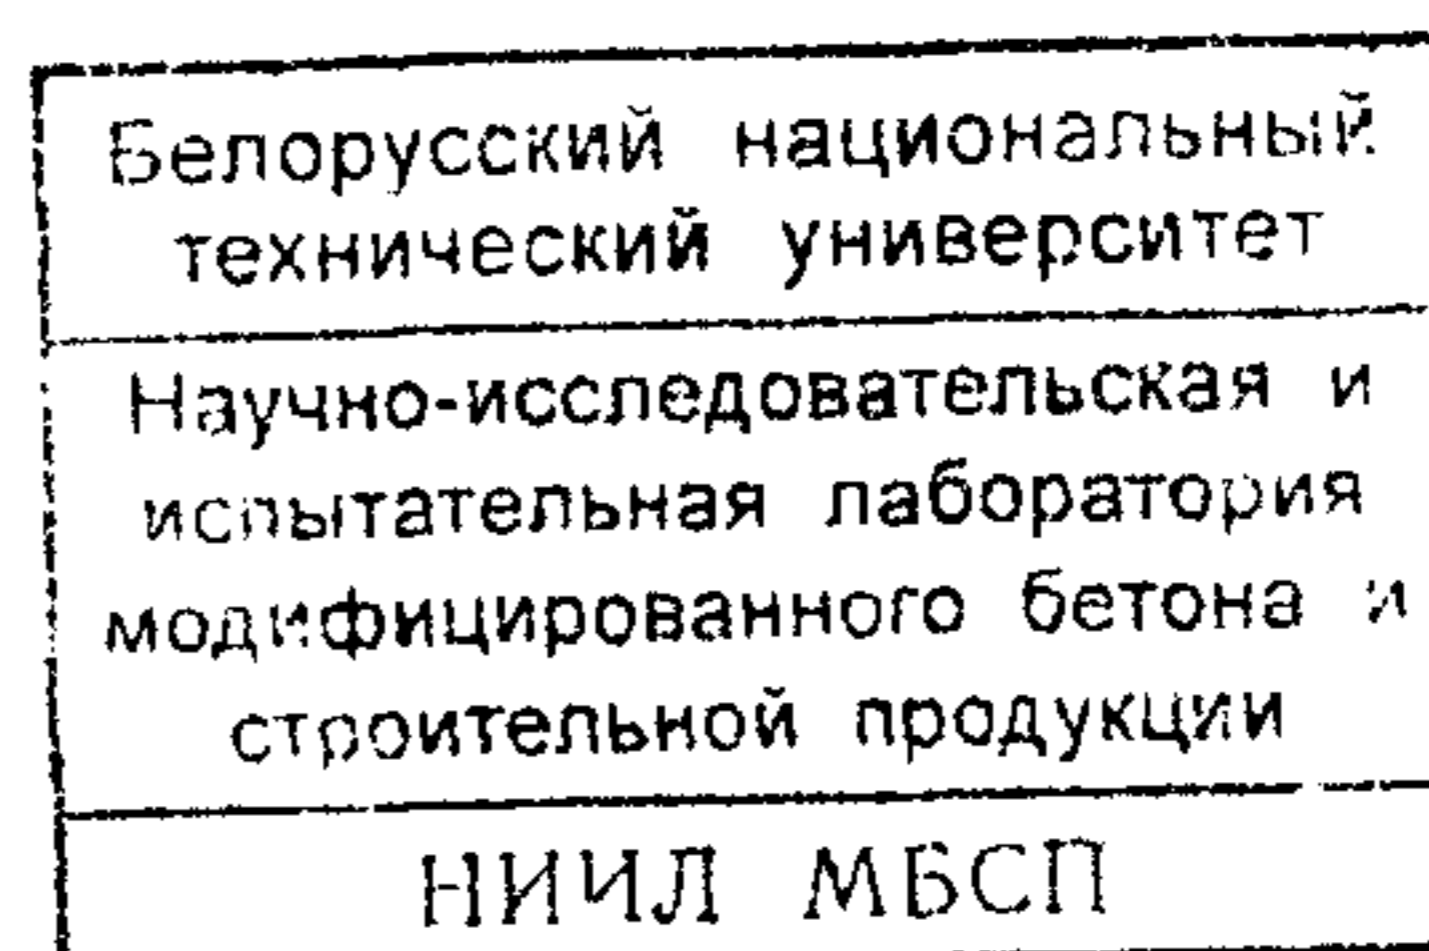 Белорусский национальный
технический университет
Научно-исследовательская и
испытательная лаборатория
модифицированного бетона и
строительной продукции
НИИЛ МБСП